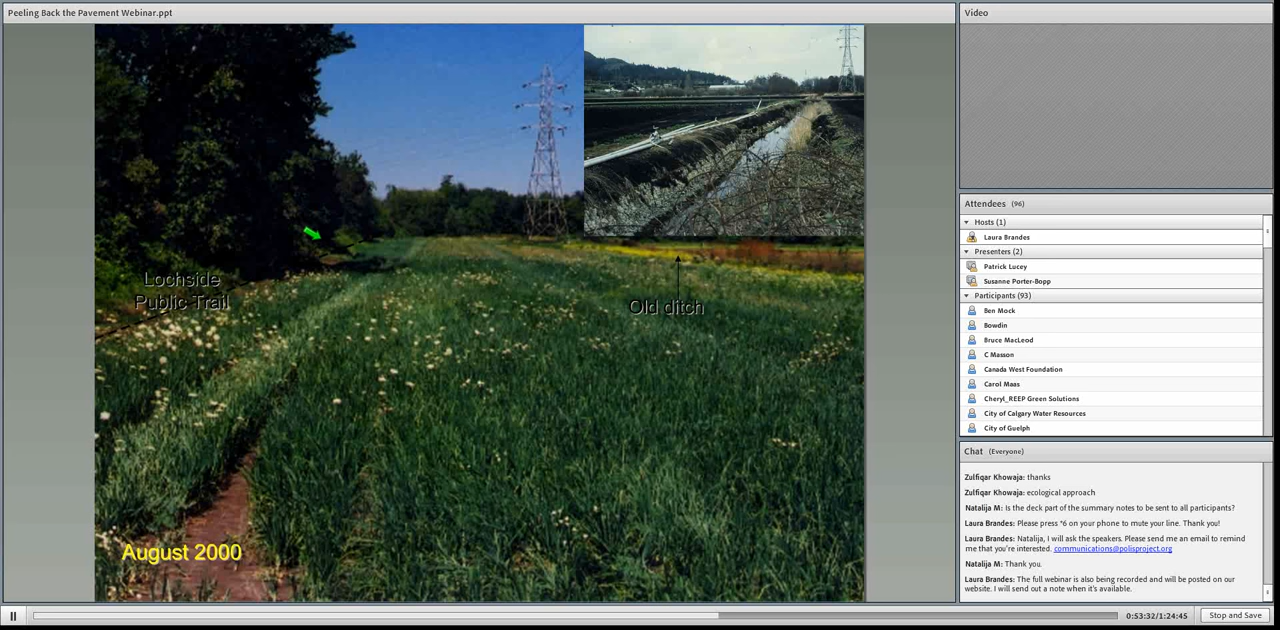 Peeling Back the Pavement Webinar.ppt
Lochside
Public Trail
Old ditch
August 2000
Video
Attendees (96)
Hosts (1)
Laura Brandes
Presenters (2)
Patrick Lucey
Susanne Porter-Bopp
Participants (93)
Ben Mock
Bowdin
Bruce MacLeod
C Masson
Canada West Foundation
Carol Maas
Cheryl_REEP Green Solutions
City of Calgary Water Resources
City of Guelph
Chat (Everyone)
Zulfiqar Khowaja: thanks
Zulfiqar Khowaja: ecological approach
Natalija M: Is the deck part of the summary notes to be sent to all participants?
Laura Brandes: Please press *6 on your phone to mute your line. Thank you!
Laura Brandes: Natalija, I will ask the speakers. Please send me an email to remind
me that you're interested. communications@polisproject.org
Natalija M: Thank you.
Laura Brandes: The full webinar is also being recorded and will be posted on our
website. I will send out a note when it's available.
0:53:32/1:24:45
Stop and Save